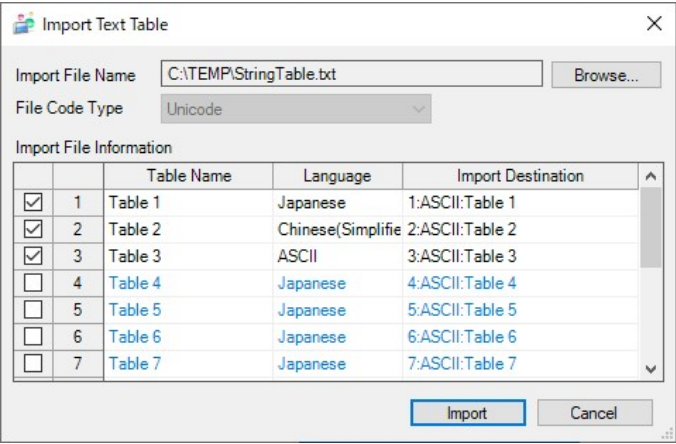 Import Text Table
Import File Name C:\TEMP\StringTable.txt Browse...
File Code Type Unicode
Import File Information
Table Name Language Import Destination
1 Table 1 Japanese 1:ASCII:Table 1
2 Table 2 Chinese(Simplifie 2:ASCII:Table 2
3 Table 3 ASCII 3:ASCII:Table 3
4 Table 4 Japanese 4:ASCII:Table 4
5 Table 5 Japanese 5:ASCII:Table 5
6 Table 6 Japanese 6:ASCII:Table 6
7 Table 7 Japanese 7:ASCII:Table 7
Import Cancel